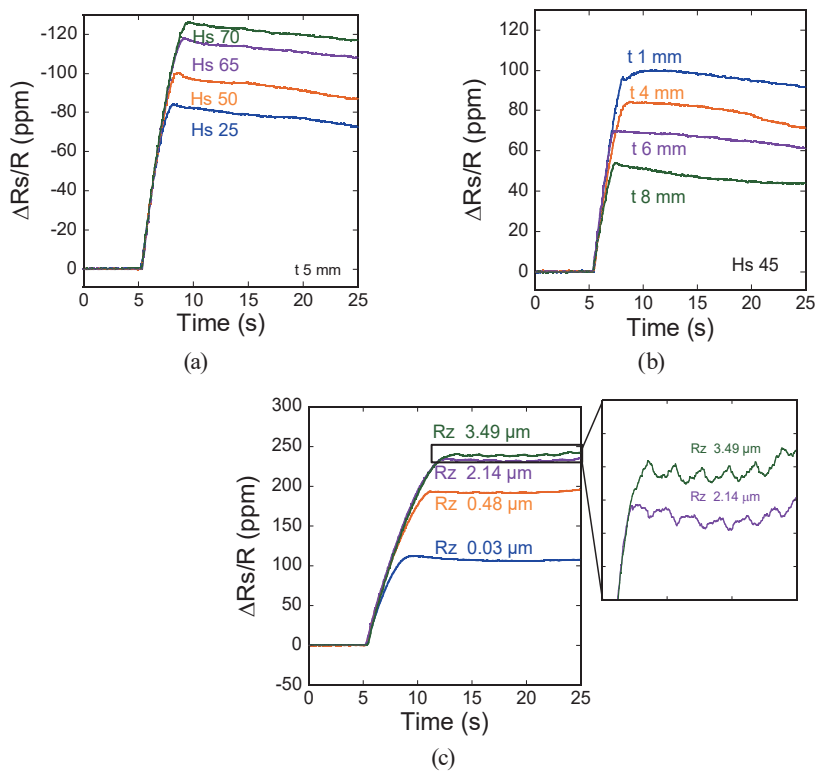 -120
-100
-80
-60
-40
-20
0
ΔRs/R (ppm)
Hs 70
Hs 65
Hs 50
Hs 25
t 5 mm
0 5 10 15 20 25
Time (s)
(a)
120
100
80
60
40
20
0
ΔRs/R (ppm)
t 1 mm
t 4 mm
t 6 mm
t 8 mm
Hs 45
0 5 10 15 20 25
Time (s)
(b)
300
250
200
150
100
50
0
-50
ΔRs/R (ppm)
Rz 3.49 μm
Rz 2.14 μm
Rz 0.48 μm
Rz 0.03 μm
0 5 10 15 20 25
Time (s)
Rz 3.49 μm
Rz 2.14 μm
(c)